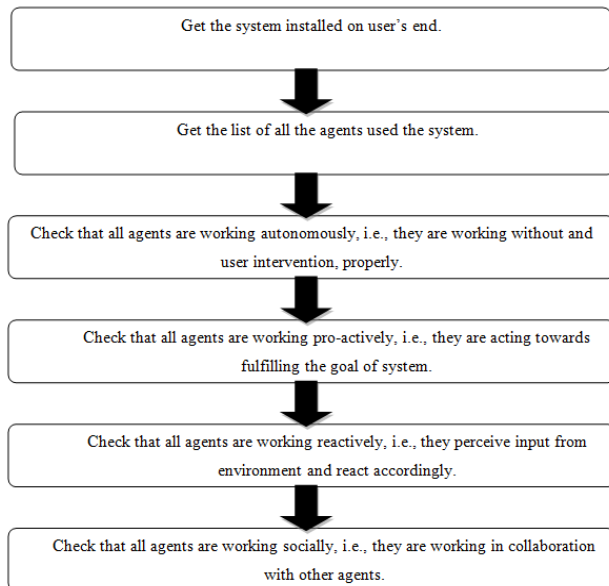 Get the system installed on user’s end.
Get the list of all the agents used the system.
Check that all agents are working autonomously, i.e., they are working without and
user intervention, properly.
Check that all agents are working pro-actively, i.e., they are acting towards
fulfilling the goal of system.
Check that all agents are working reactively, i.e., they perceive input from
environment and react accordingly.
Check that all agents are working socially, i.e., they are working in collaboration
with other agents.